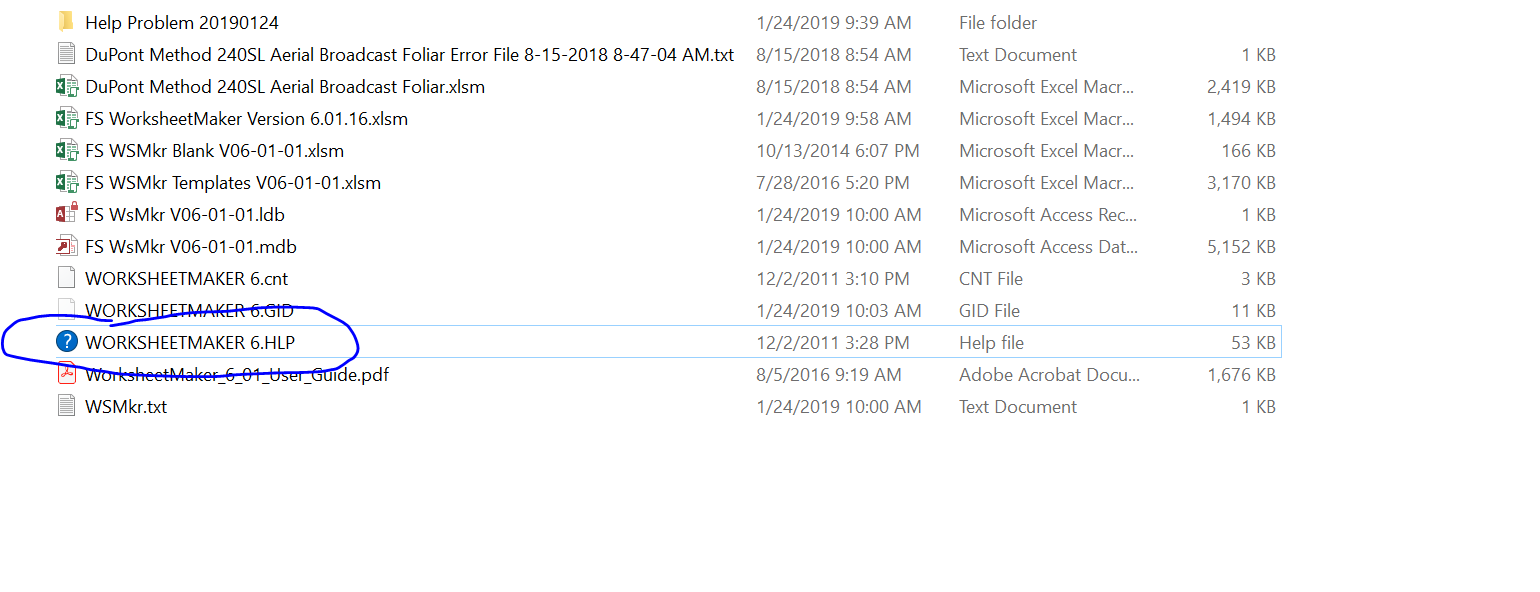 Help Problem 20190124 1/24/2019 9:39 AM File folder
DuPont Method 240SL Aerial Broadcast Foliar Error File 8-15-2018 8-47-04 AM.txt 8/15/2018 8:54 AM Text Document 1 KB
DuPont Method 240SL Aerial Broadcast Foliar.xlsm 8/15/2018 8:54 AM Microsoft Excel Macr... 2,419 KB
FS WorksheetMaker Version 6.01.16.xlsm 1/24/2019 9:58 AM Microsoft Excel Macr... 1,494 KB
FS WSMkr Blank V06-01-01.xlsm 10/13/2014 6:07 PM Microsoft Excel Macr... 166 KB
FS WSMkr Templates V06-01-01.xlsm 7/28/2016 5:20 PM Microsoft Excel Macr... 3,170 KB
FS WsMkr V06-01-01.ldb 1/24/2019 10:00 AM Microsoft Access Rec... 1 KB
FS WsMkr V06-01-01.mdb 1/24/2019 10:00 AM Microsoft Access Dat... 5,152 KB
WORKSHEETMAKER 6.cnt 12/2/2011 3:10 PM CNT File 3 KB
WORKSHEETMAKER 6.GID 1/24/2019 10:03 AM GID File 11 KB
WORKSHEETMAKER 6.HLP 12/2/2011 3:28 PM Help file 53 KB
WorksheetMaker_6_01_User_Guide.pdf 8/5/2016 9:19 AM Adobe Acrobat Docu... 1,676 KB
WSMkr.txt 1/24/2019 10:00 AM Text Document 1 KB